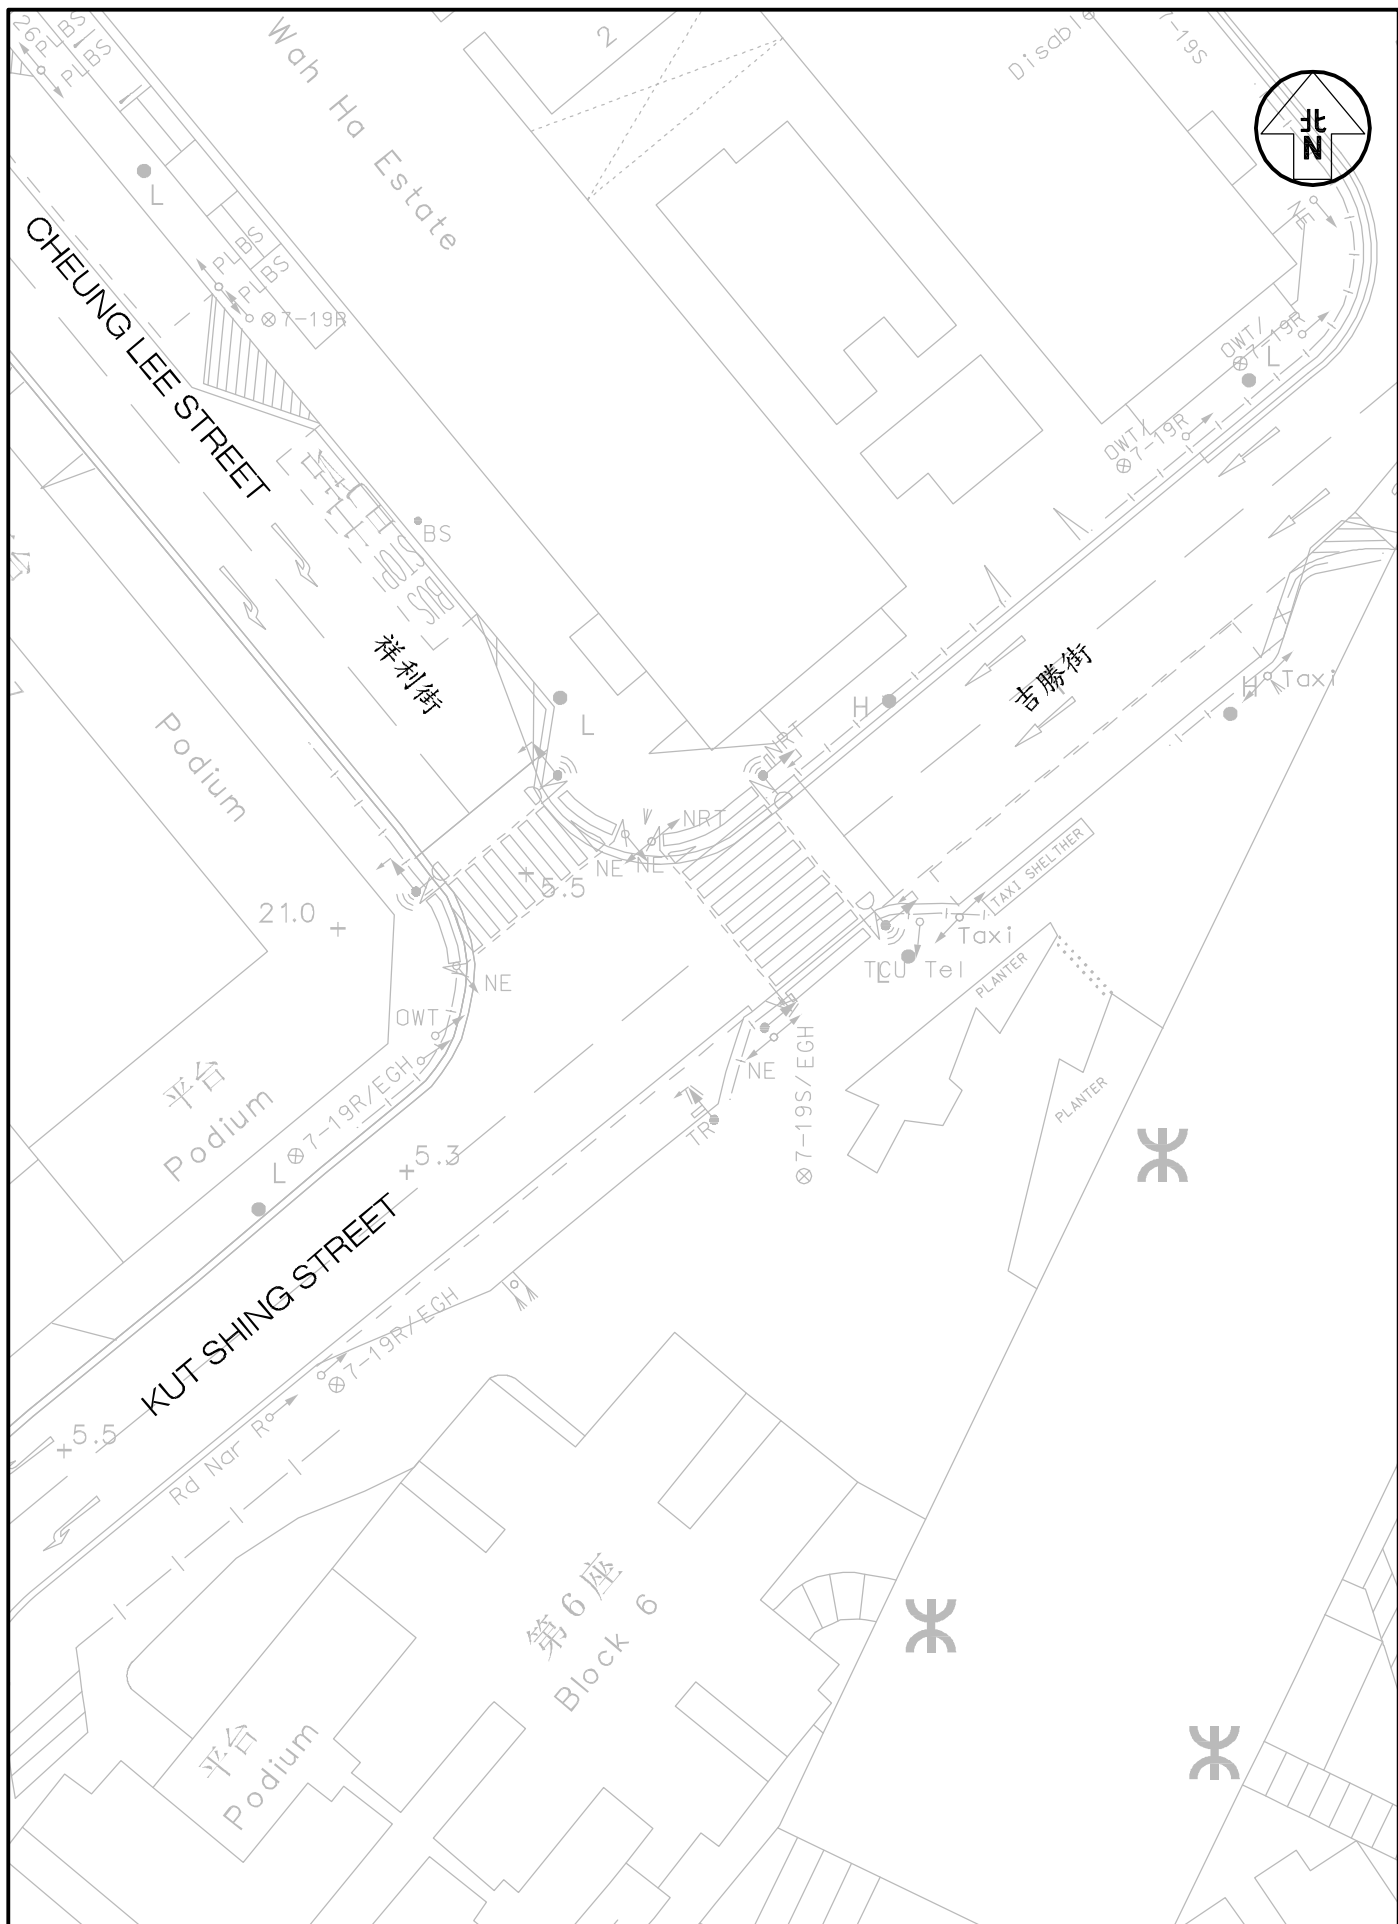 26
PLBS
PLBS
Wah Ha Estate
2
Disable
7-19S
北
N
L
NE
PLBS
PLBS
⊗7-19R
CHEUNG LEE STREET
OWT/
⊗7-19R
L
OWT/
⊗7-19R
BS
祥利街
吉勝街
Podium
L
H
H
Taxi
NRT
NRT
NE
NE
5.5
TAXI SHELTHER
21.0
Taxi
TCU Tel
L
PLANTER
NE
OWT
⊗7-19R/EGH
NE
⊗7-19S/EGH
PLANTER
平台
Podium
TR
L
5.3
KUT SHING STREET
⊗7-19R/EGH
5.5
Rd Nar R
第6座
Block 6
平台
Podium